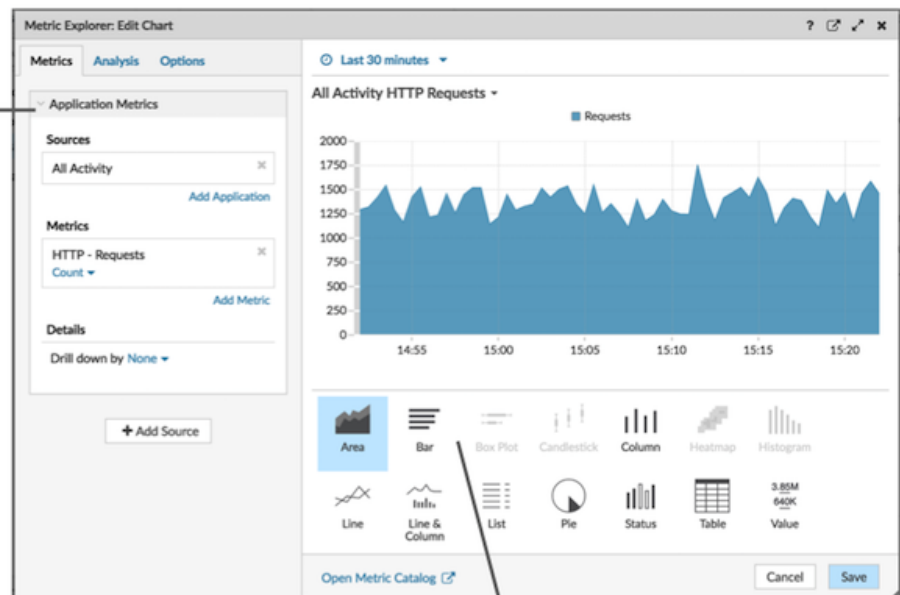 Metric Explorer: Edit Chart
?
Metrics Analysis Options
Application Metrics
Sources
All Activity
Add Application
Metrics
HTTP - Requests
Count
Add Metric
Details
Drill down by None
+ Add Source
Last 30 minutes
All Activity HTTP Requests
Requests
2000
1750
1500
1250
1000
750
500
250
0
14:55 15:00 15:05 15:10 15:15 15:20
Area Bar Box Plot Candlestick Column Heatmap Histogram
3.85M
640K
Line Line & Column List Pie Status Table Value
Open Metric Catalog
Cancel Save